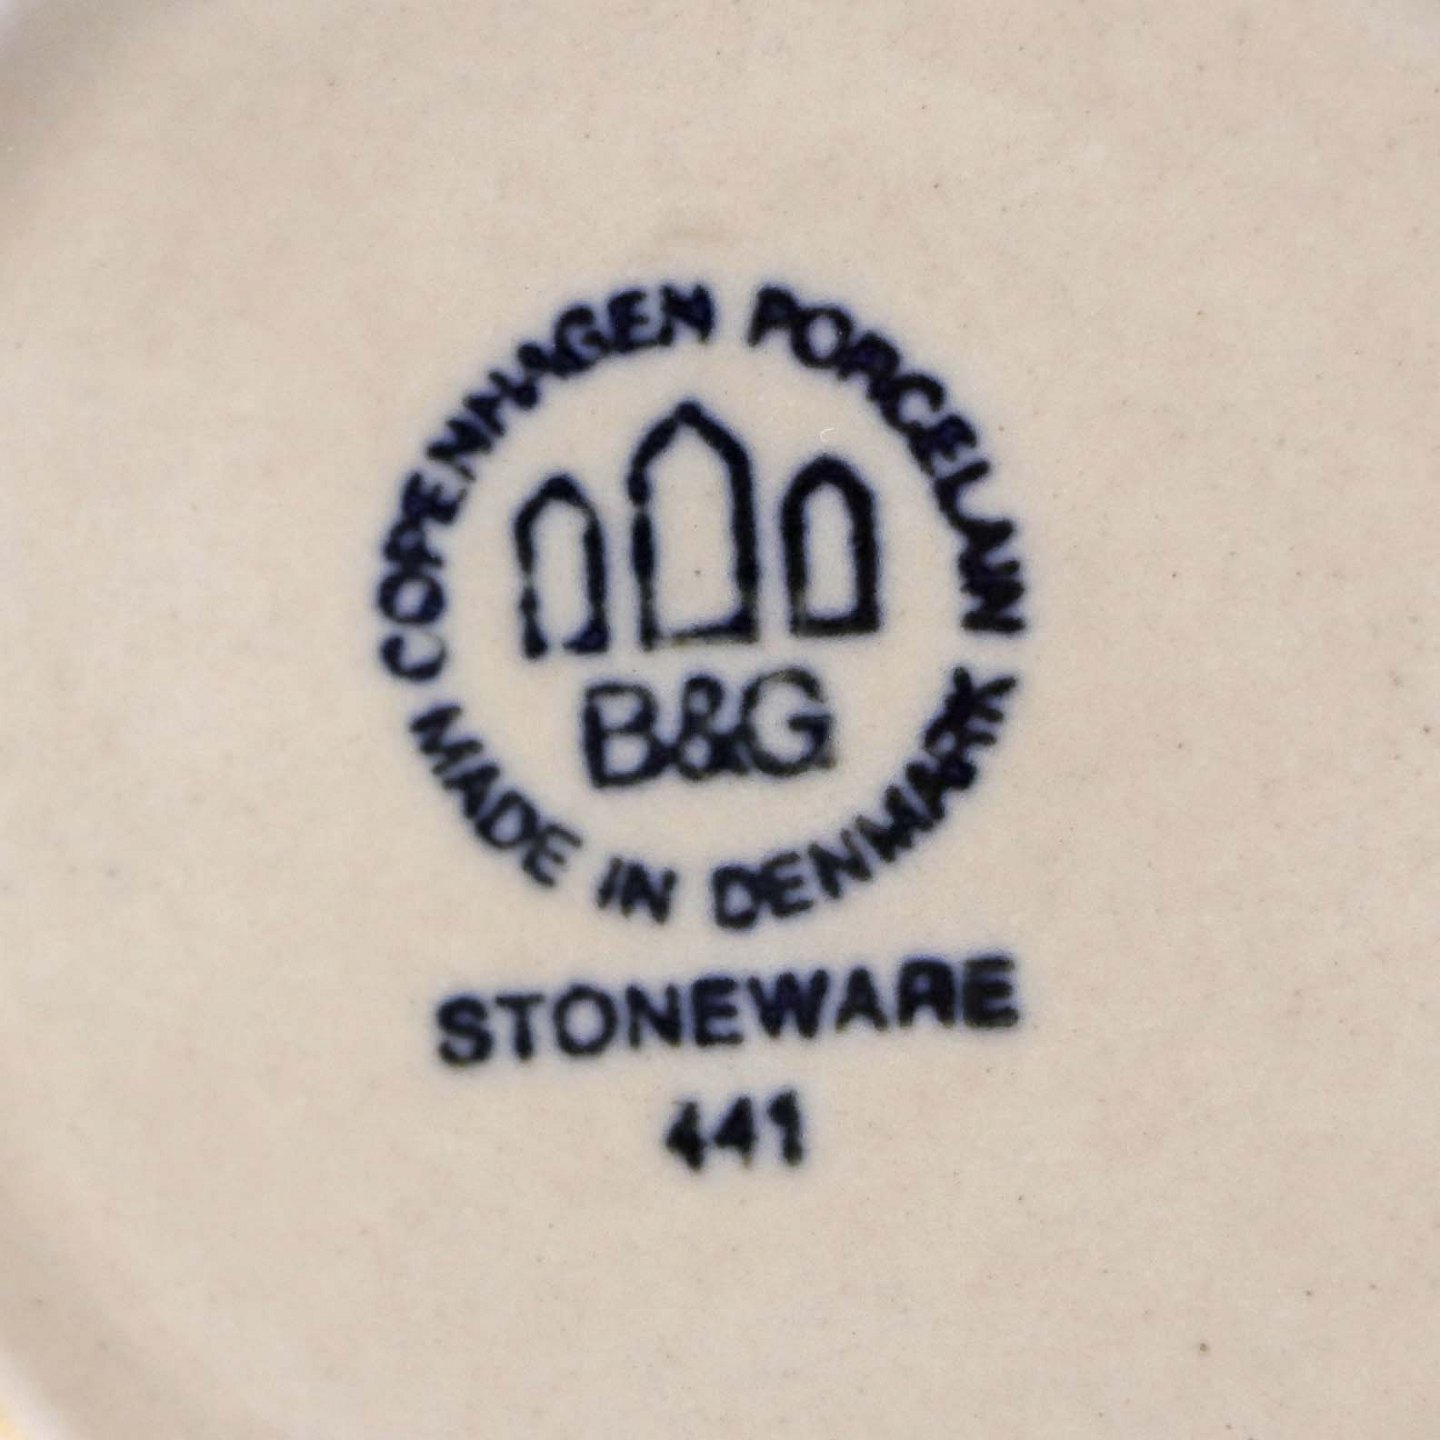 COPENHAGEN PORCELAIN
B&G
MADE IN DENMARK
STONEWARE
441